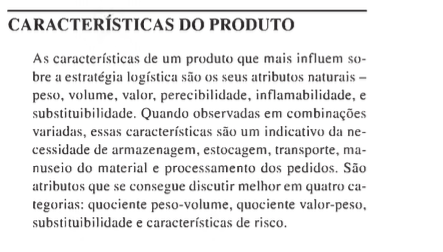 CARACTERÍSTICAS DO PRODUTO
As características de um produto que mais influem so-
bre a estratégia logística são os seus atributos naturais –
peso, volume, valor, perecibilidade, inflamabilidade, e
substituibilidade. Quando observadas em combinações
variadas, essas características são um indicativo da ne-
cessidade de armazenagem, estocagem, transporte, ma-
nuseio do material e processamento dos pedidos. São
atributos que se consegue discutir melhor em quatro ca-
tegorias: quociente peso-volume, quociente valor-peso,
substituibilidade e características de risco.